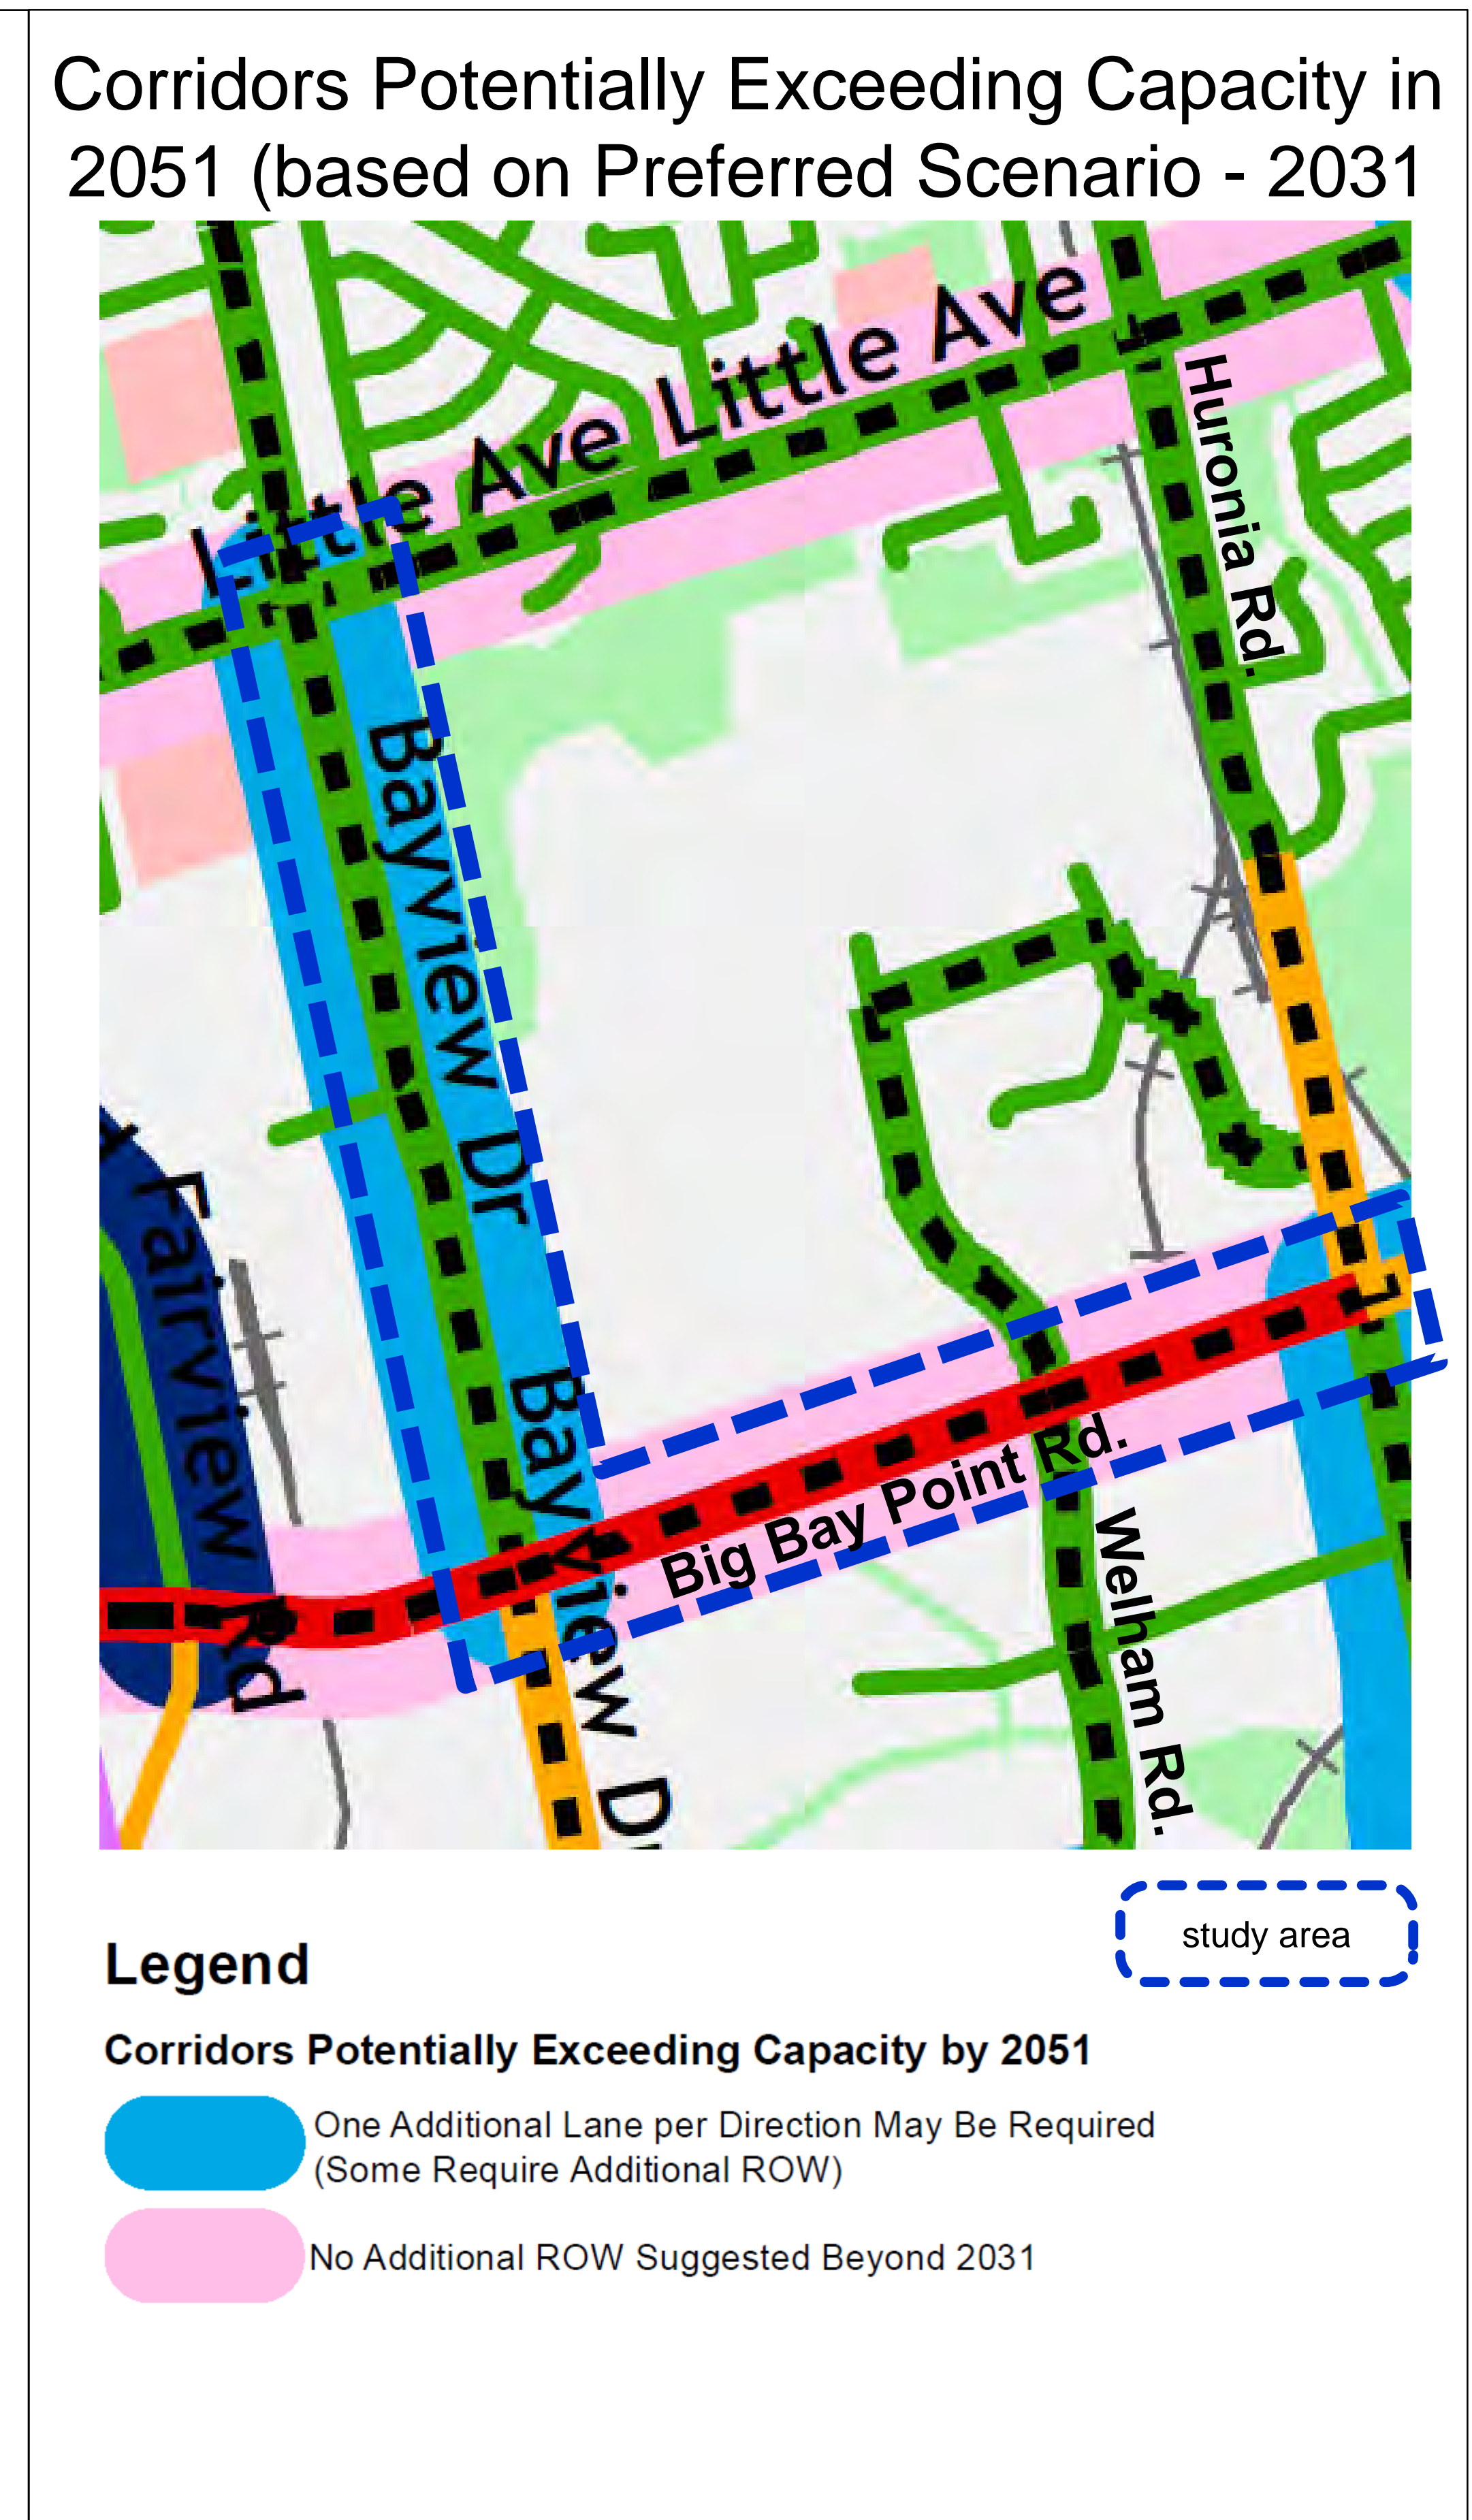 Corridors Potentially Exceeding Capacity in
2051 (based on Preferred Scenario - 2031
Little Ave
Little Ave
Huronia Rd.
Bayview Dr
Fairview
Rd
Bayview Dr
Big Bay Point Rd.
Welham Rd.
study area
Legend
Corridors Potentially Exceeding Capacity by 2051
One Additional Lane per Direction May Be Required
(Some Require Additional ROW)
No Additional ROW Suggested Beyond 2031